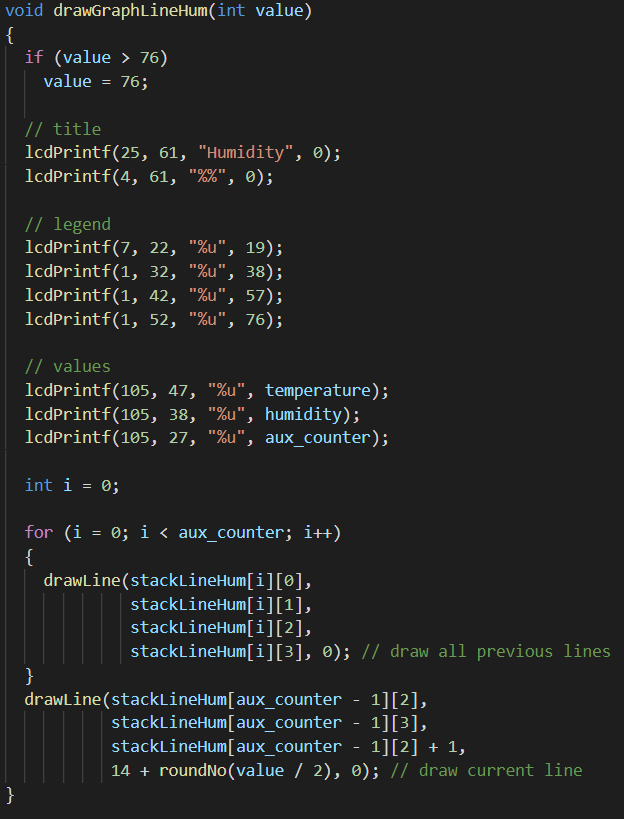 void drawGraphLineHum(int value)
{
  if (value > 76)
    value = 76;

  // title
  lcdPrintf(25, 61, "Humidity", 0);
  lcdPrintf(4, 61, "%%", 0);

  // legend
  lcdPrintf(7, 22, "%u", 19);
  lcdPrintf(1, 32, "%u", 38);
  lcdPrintf(1, 42, "%u", 57);
  lcdPrintf(1, 52, "%u", 76);

  // values
  lcdPrintf(105, 47, "%u", temperature);
  lcdPrintf(105, 38, "%u", humidity);
  lcdPrintf(105, 27, "%u", aux_counter);

  int i = 0;

  for (i = 0; i < aux_counter; i++)
  {
    drawLine(stackLineHum[i][0],
             stackLineHum[i][1],
             stackLineHum[i][2],
             stackLineHum[i][3], 0); // draw all previous lines
  }
  drawLine(stackLineHum[aux_counter - 1][2],
           stackLineHum[aux_counter - 1][3],
           stackLineHum[aux_counter - 1][2] + 1,
           14 + roundNo(value / 2), 0); // draw current line
}